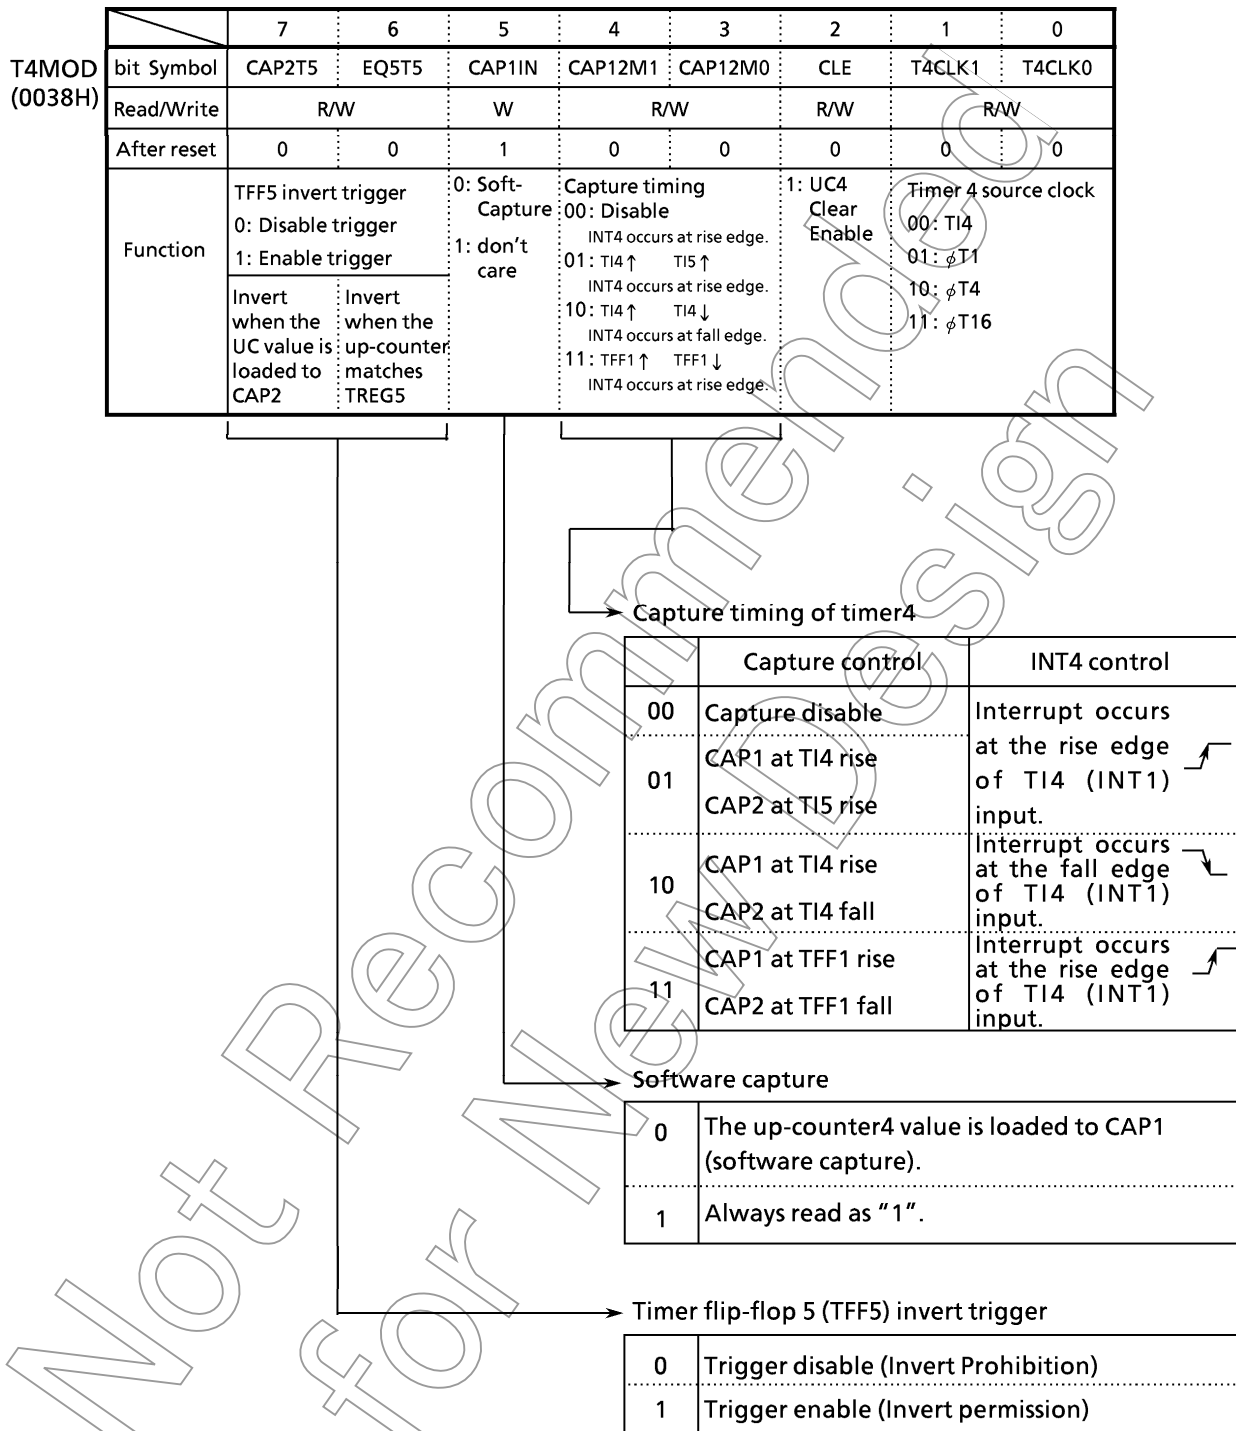 7 6 5 4 3 2 1 0
T4MOD
(0038H)
bit Symbol CAP2T5 EQ5T5 CAP1IN CAP12M1 CAP12M0 CLE T4CLK1 T4CLK0
Read/Write R/W W R/W R/W R/W
After reset 0 0 1 0 0 0 0 0
Function
TFF5 invert trigger
0: Disable trigger
1: Enable trigger
Invert
when the
UC value is
loaded to
CAP2
Invert
when the
up-counter
matches
TREG5
0: Soft-
Capture
1: don't
care
Capture timing
00: Disable
INT4 occurs at rise edge.
01: TI4↑ TI5↑
INT4 occurs at rise edge.
10: TI4↑ TI4↓
INT4 occurs at fall edge.
11: TFF1↑ TFF1↓
INT4 occurs at rise edge.
1: UC4
Clear
Enable
Timer 4 source clock
00: TI4
01: φT1
10: φT4
11: φT16
Capture timing of timer4
Capture control INT4 control
00 Capture disable
01 CAP1 at TI4 rise
CAP2 at TI5 rise
Interrupt occurs
at the rise edge
of TI4 (INT1)
input.
10 CAP1 at TI4 rise
CAP2 at TI4 fall
Interrupt occurs
at the fall edge
of TI4 (INT1)
input.
11 CAP1 at TFF1 rise
CAP2 at TFF1 fall
Interrupt occurs
at the rise edge
of TI4 (INT1)
input.
Software capture
0 The up-counter4 value is loaded to CAP1
(software capture).
1 Always read as "1".
Timer flip-flop 5 (TFF5) invert trigger
0 Trigger disable (Invert Prohibition)
1 Trigger enable (Invert permission)
Not Recommended
for New Design